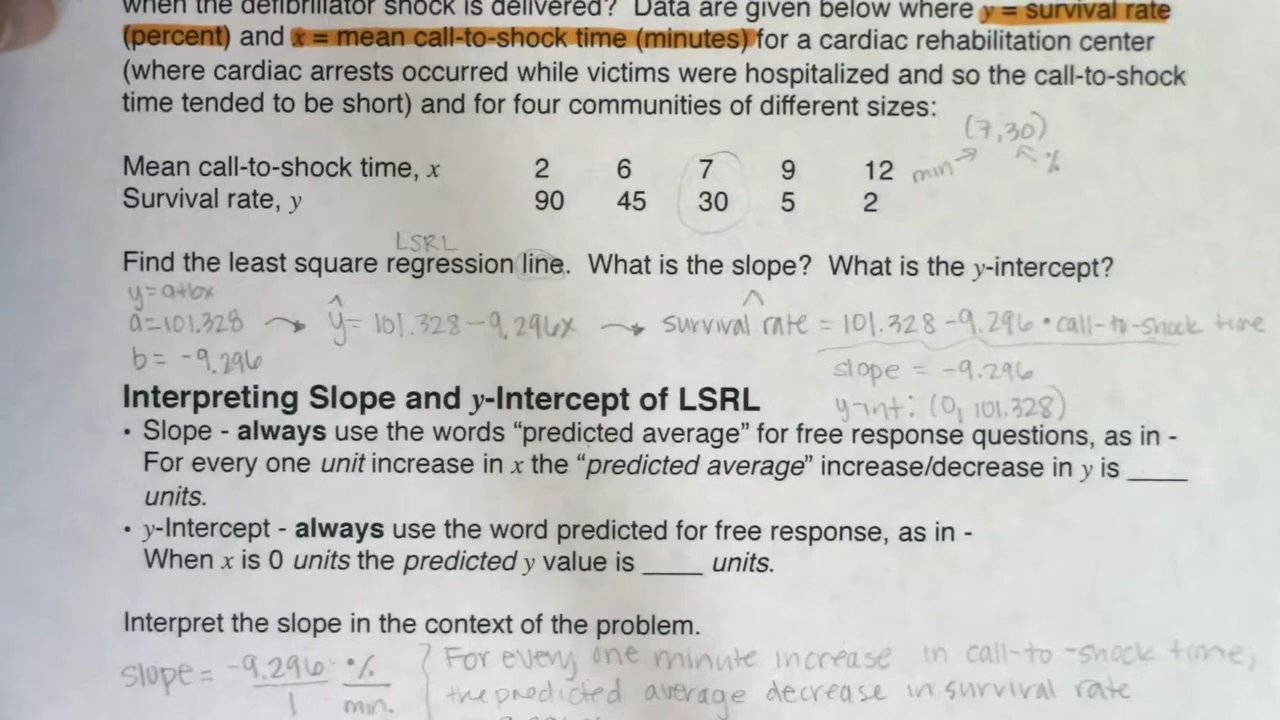 when the defibrillator shock is delivered? Data are given below where y = survival rate
(percent) and x = mean call-to-shock time (minutes) for a cardiac rehabilitation center
(where cardiac arrests occurred while victims were hospitalized and so the call-to-shock
time tended to be short) and for four communities of different sizes:
(7,30)
Mean call-to-shock time, x 2 6 7 9 12 min %
Survival rate, y 90 45 30 5 2
LSRL
Find the least square regression line. What is the slope? What is the y-intercept?
y=a+bx
a=101.328 → ŷ= 101.328-9.296x → survival rate = 101.328-9.296•call-to-shock time
b= -9.296 slope = -9.296
Interpreting Slope and y-Intercept of LSRL y-int: (0, 101.328)
• Slope - always use the words “predicted average” for free response questions, as in -
For every one unit increase in x the “predicted average” increase/decrease in y is ____
units.
• y-Intercept - always use the word predicted for free response, as in -
When x is 0 units the predicted y value is ____ units.
Interpret the slope in the context of the problem.
slope = -9.296 % / 1 min. } For every one minute increase in call-to-shock time,
the predicted average decrease in survival rate